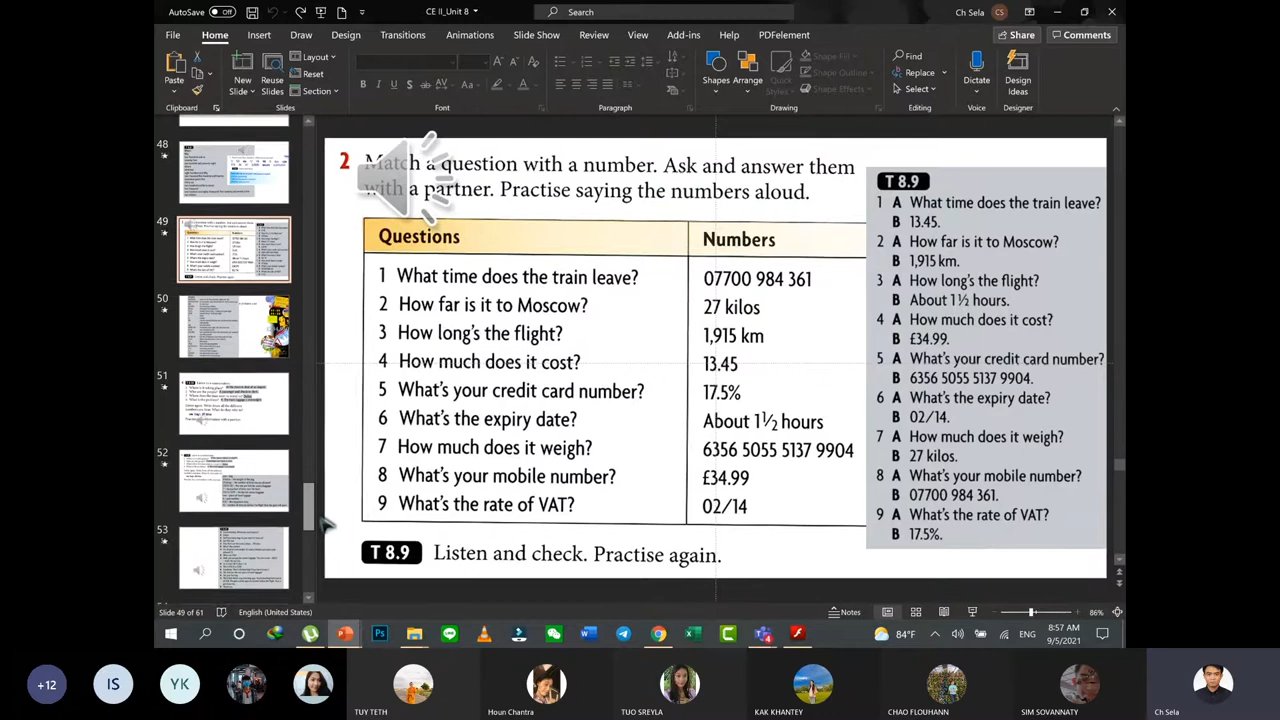 AutoSave Off CE II_Unit 8 Search Ch Sela CS
File Home Insert Draw Design Transitions Animations Slide Show Review View Add-ins Help PDFelement Share Comments
Paste New Slide Reuse Slides Layout Reset Section Shapes Arrange Quick Styles Shape Fill Shape Outline Shape Effects Find Replace Select Dictate Design Ideas
Clipboard Slides Font Paragraph Drawing Editing Voice Designer
48
49
50
51
52
53
2 Match a question with a number. Ask and answer them
with a partner. Practise saying the numbers aloud.
Questions Numbers
What time does the train leave? 07700 984 361
2 How far is it to Moscow? 27 kilos
3 How long's the flight? 1,915 km
How much does it cost? 13.45
5 What's your credit card number? 17.5%
6 What's the expiry date? About 1½ hours
7 How much does it weigh? 6356 5055 5137 9904
8 What's your mobile number? £34.99
9 What's the rate of VAT? 02/14
T 8.9 Listen and check. Practise again.
T 8.9
1 A What time does the train leave?
B 13.45.
2 A How far is it to Moscow?
B 1,915 km.
3 A How long's the flight?
B About 1½ hours.
4 A How much does it cost?
B £34.99.
5 A What's your credit card number?
B 6356 5055 5137 9904.
6 A What's the expiry date?
B 02/14.
7 A How much does it weigh?
B 27 kilos.
8 A What's your mobile number?
B 07700 984 361.
9 A What's the rate of VAT?
B 17.5%.
Slide 49 of 61 English (United States) Notes 86%
84°F ENG 8:57 AM
9/5/2021
+12 IS YK
TUY TETH Houn Chantra TUO SREYLA KAK KHANTEY CHAO FLOUHANN SIM SOVANNATY Ch Sela